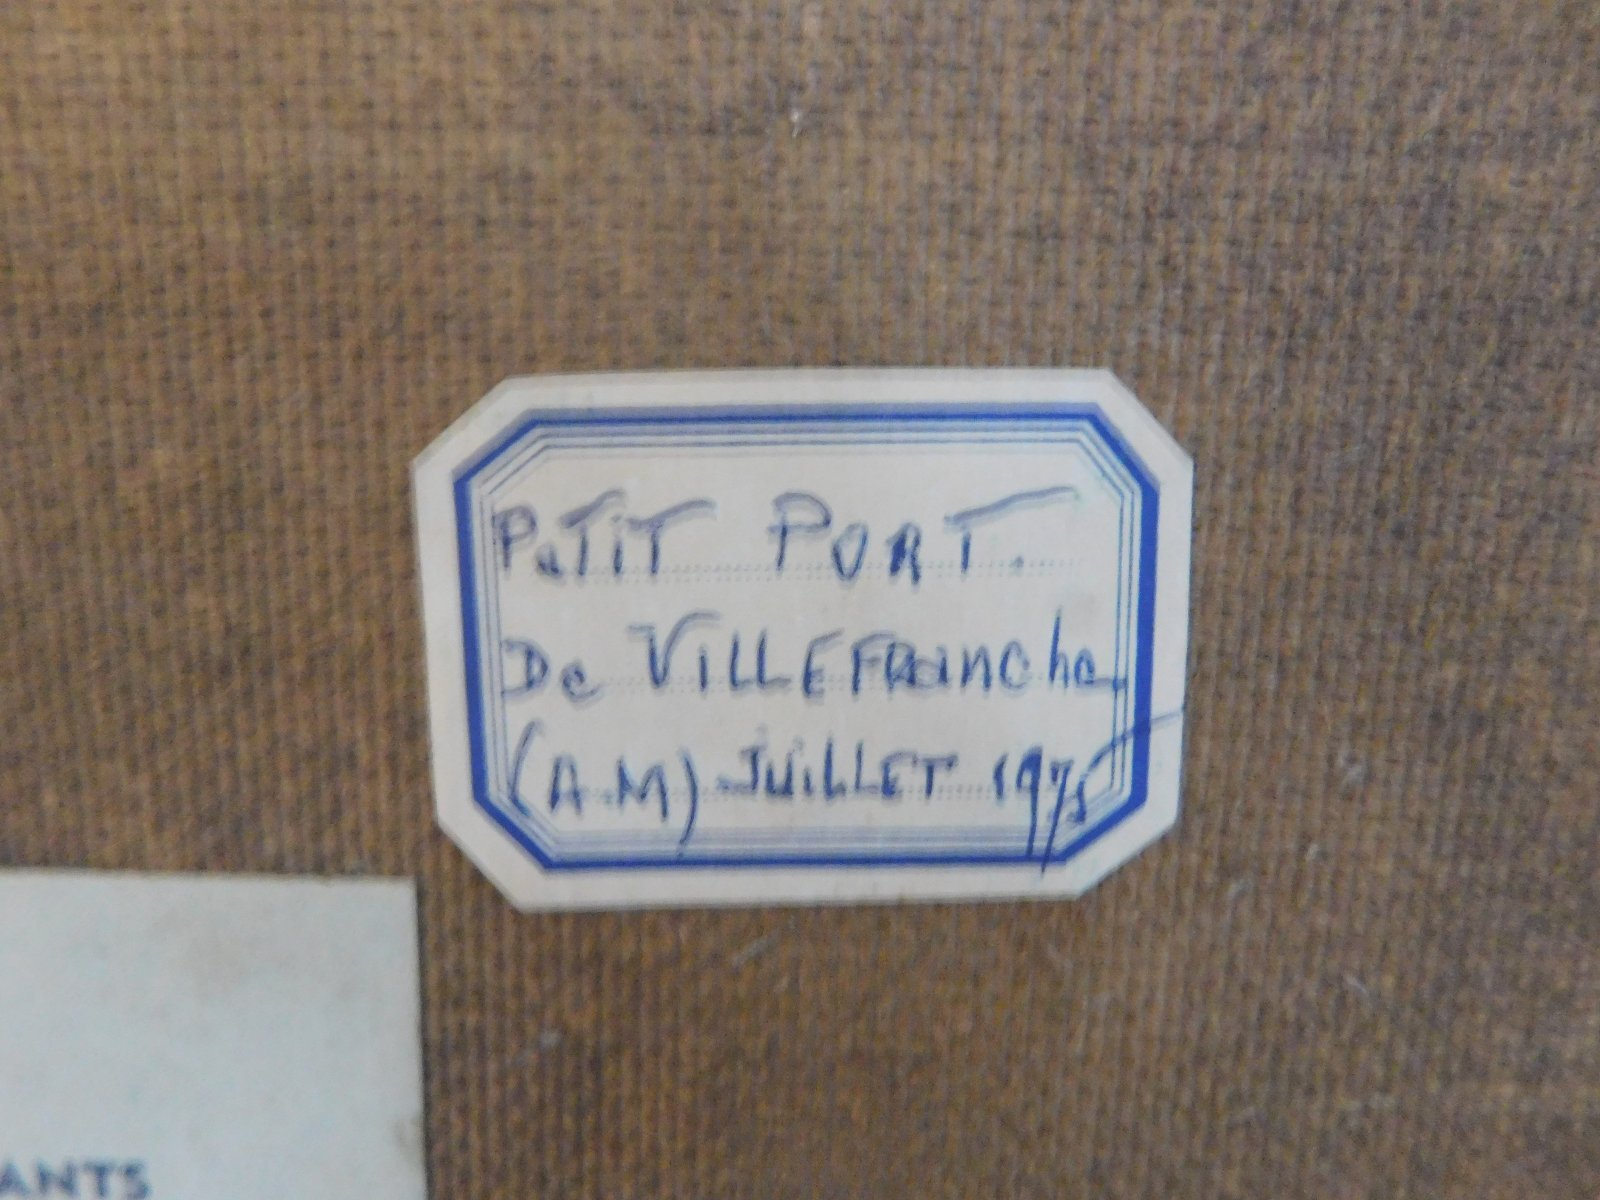 PeTiT PORT.
De ViLLEFRanche
(A.M) JUiLLET 1975
ANTS